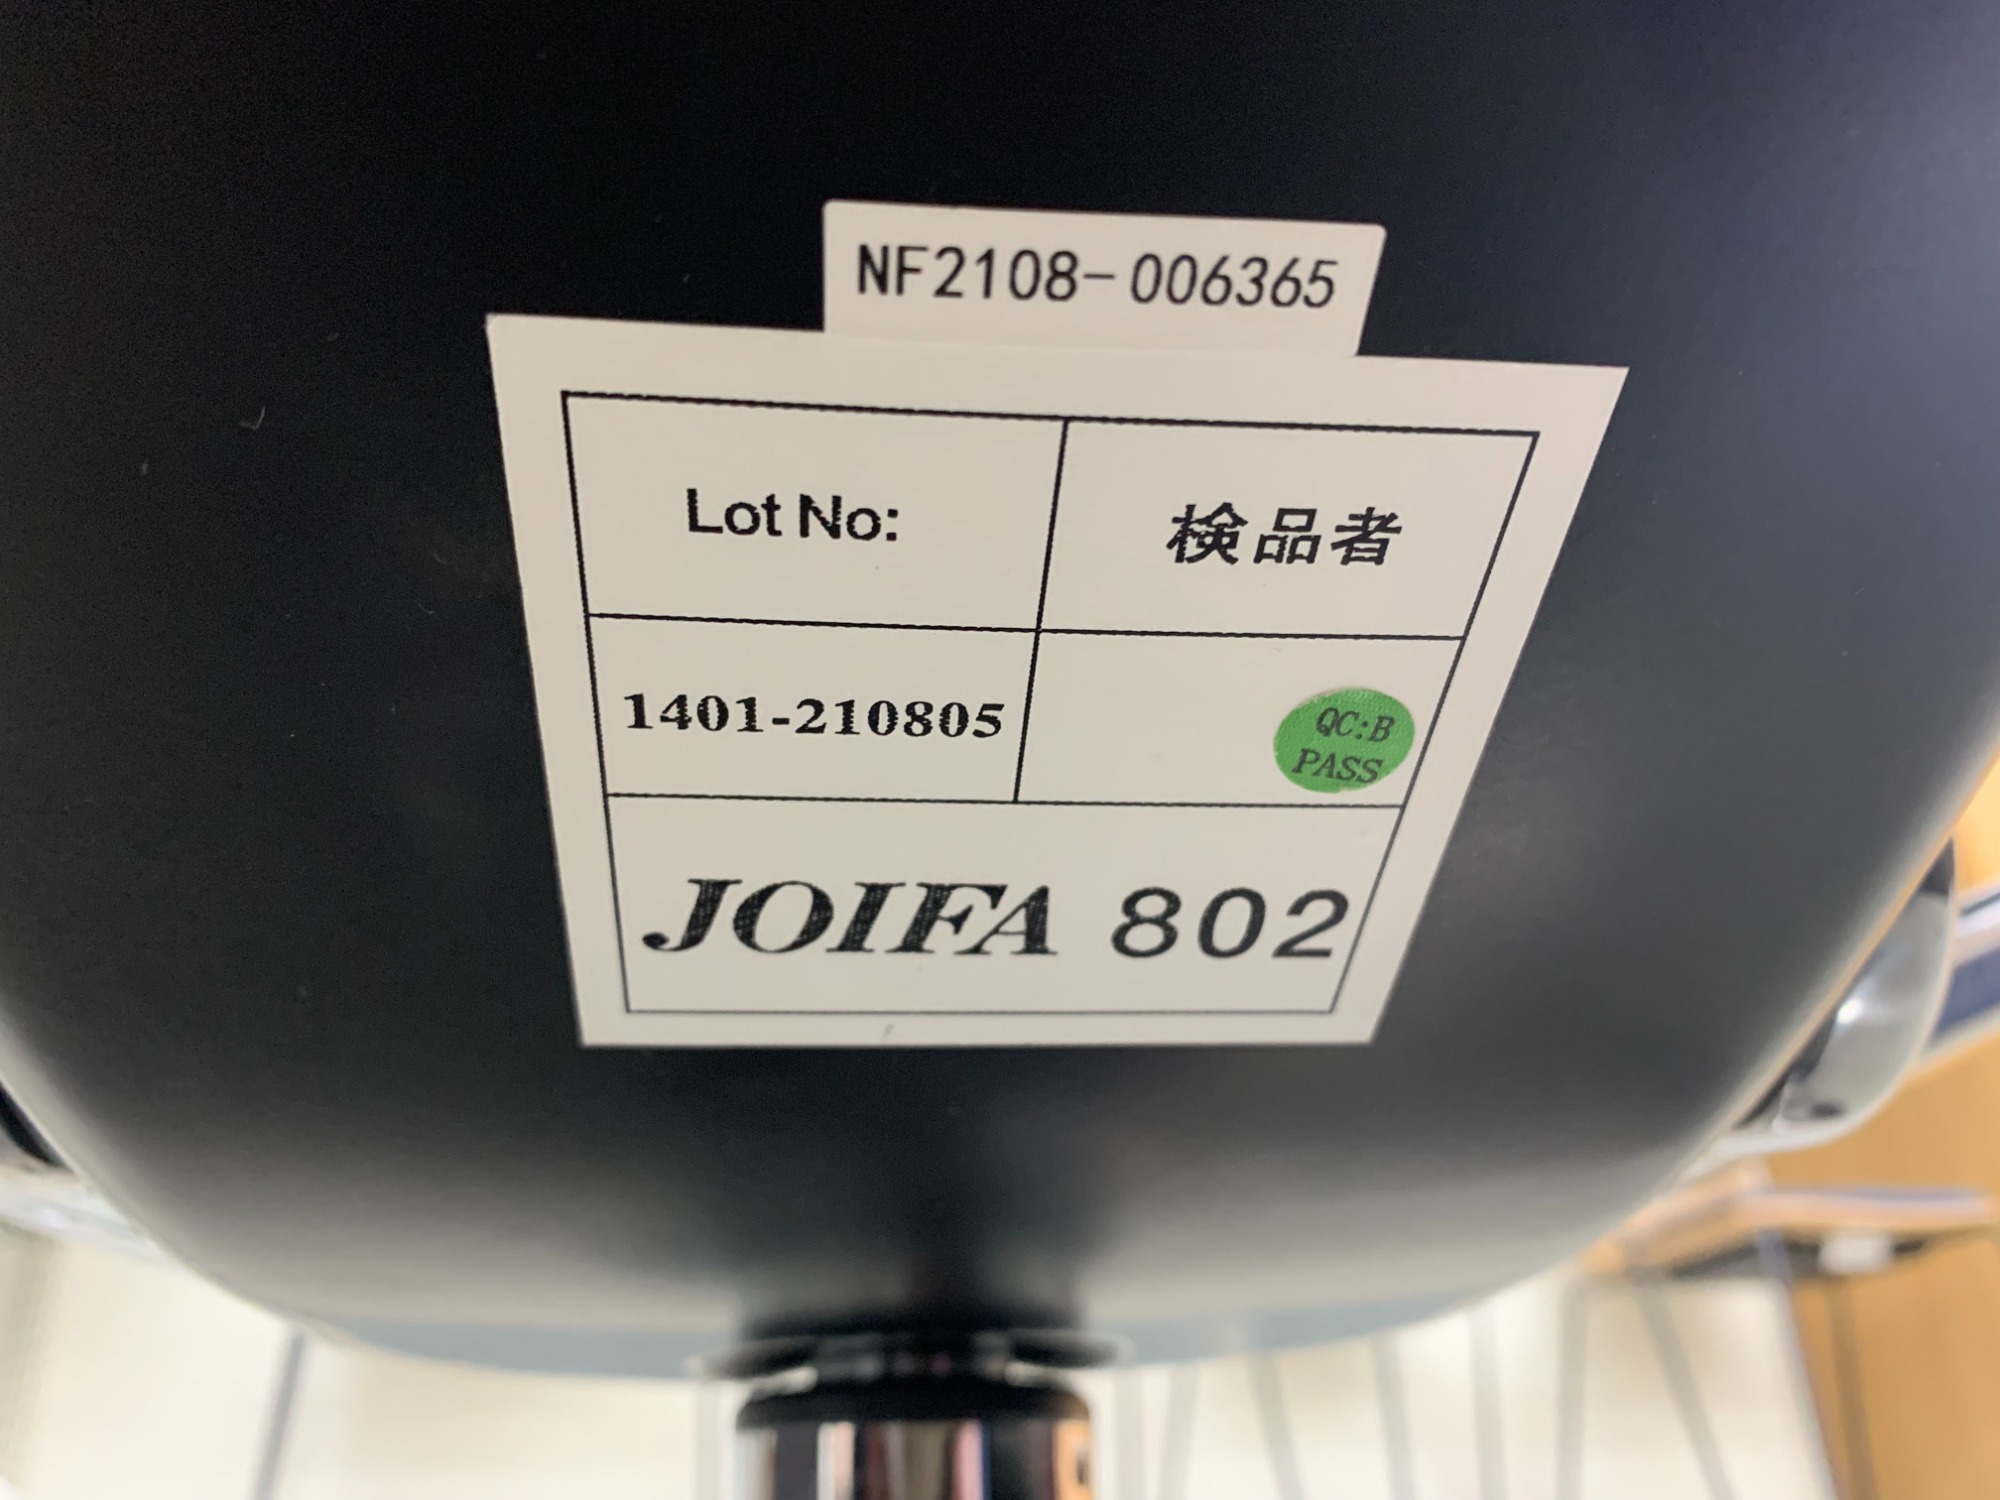 NF2108-006365
Lot No:
検品者
1401-210805
QC:B
PASS
JOIFA 802